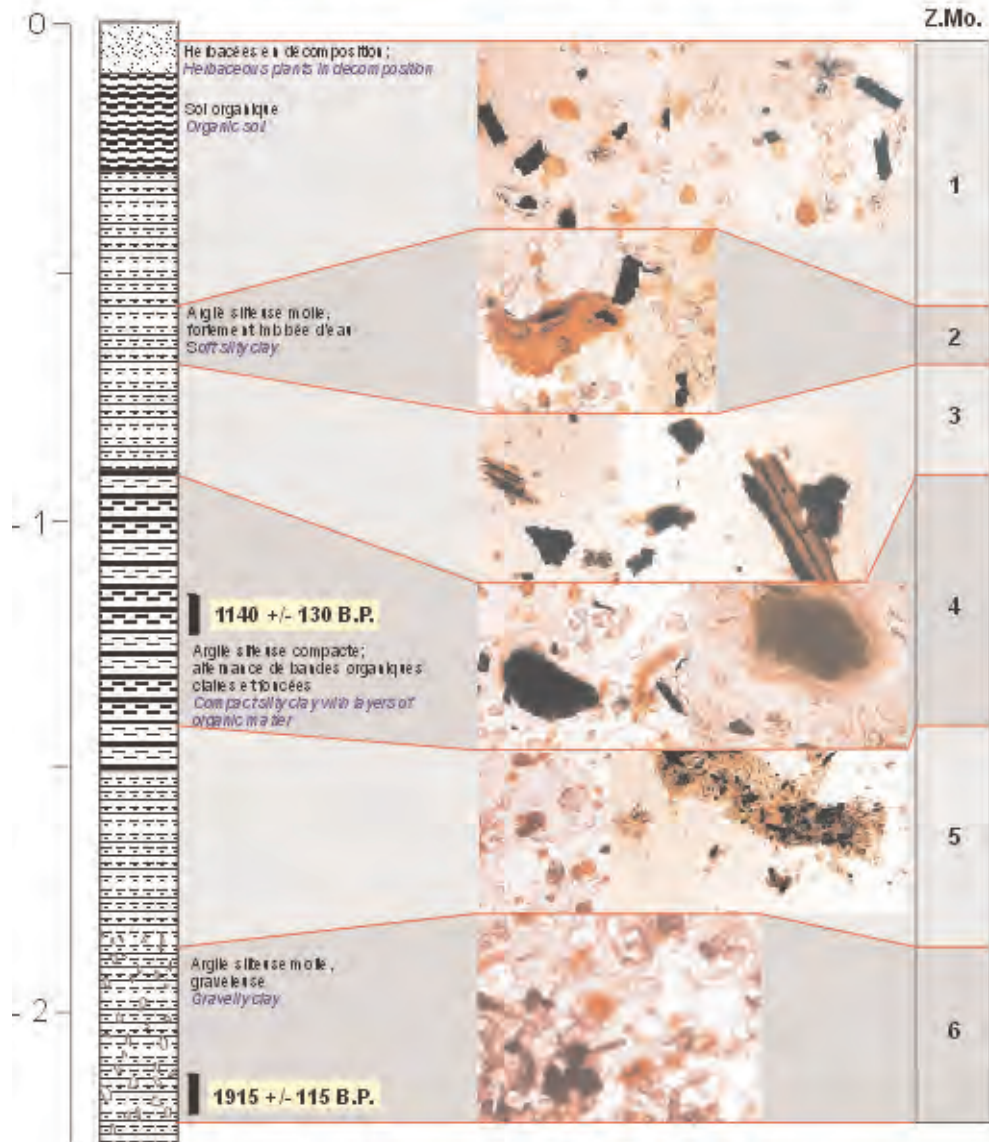 Z.Mo.
0
Herbacées en décomposition;
Herbaceous plants in decomposition
Sol organique
Organic soil
1
Argile silteuse molle,
fortement imbibée d'eau
Soft silty clay
2
3
- 1
4
1140 +/- 130 B.P.
Argile silteuse compacte;
alternance de bandes organiques
claires et foncées
Compact silty clay with layers of
organic matter
5
Argile silteuse molle,
graveleuse
Gravelly clay
- 2
6
1915 +/- 115 B.P.